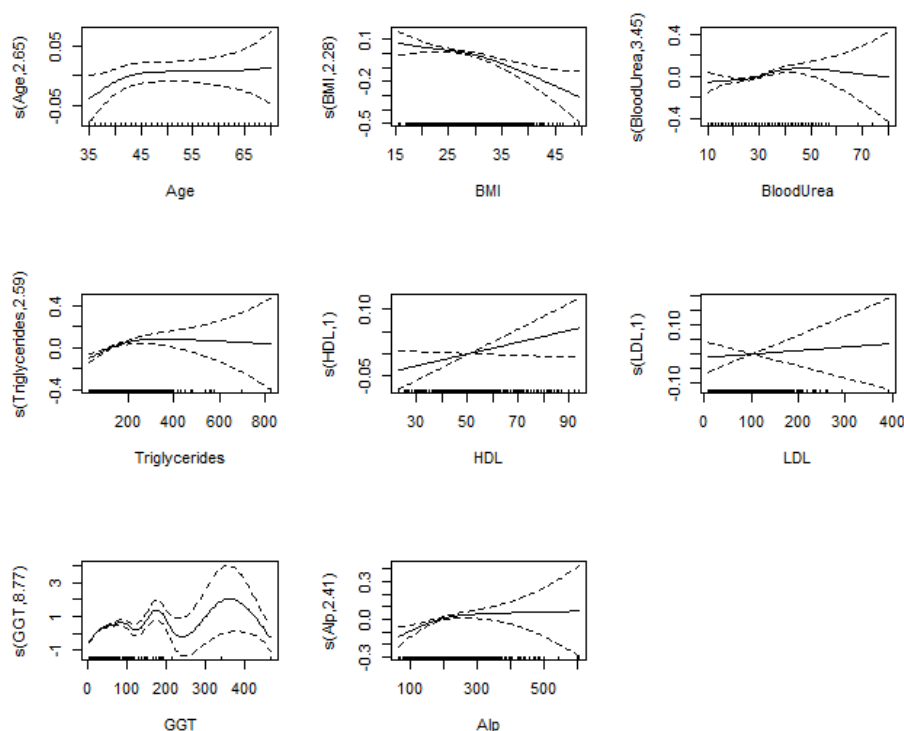 s(Age,2.65)
0.05
-0.05
35 45 55 65
Age
s(BMI,2.28)
0.1
-0.2
-0.5
15 25 35 45
BMI
s(BloodUrea,3.45)
0.4
0.0
-0.4
10 30 50 70
BloodUrea
s(Triglycerides,2.59)
0.4
0.0
-0.4
200 400 600 800
Triglycerides
s(HDL,1)
0.10
-0.05
30 50 70 90
HDL
s(LDL,1)
0.10
-0.10
0 100 200 300 400
LDL
s(GGT,8.77)
3
1
-1
0 100 200 300 400
GGT
s(Alp,2.41)
0.3
0.0
-0.3
100 300 500
Alp